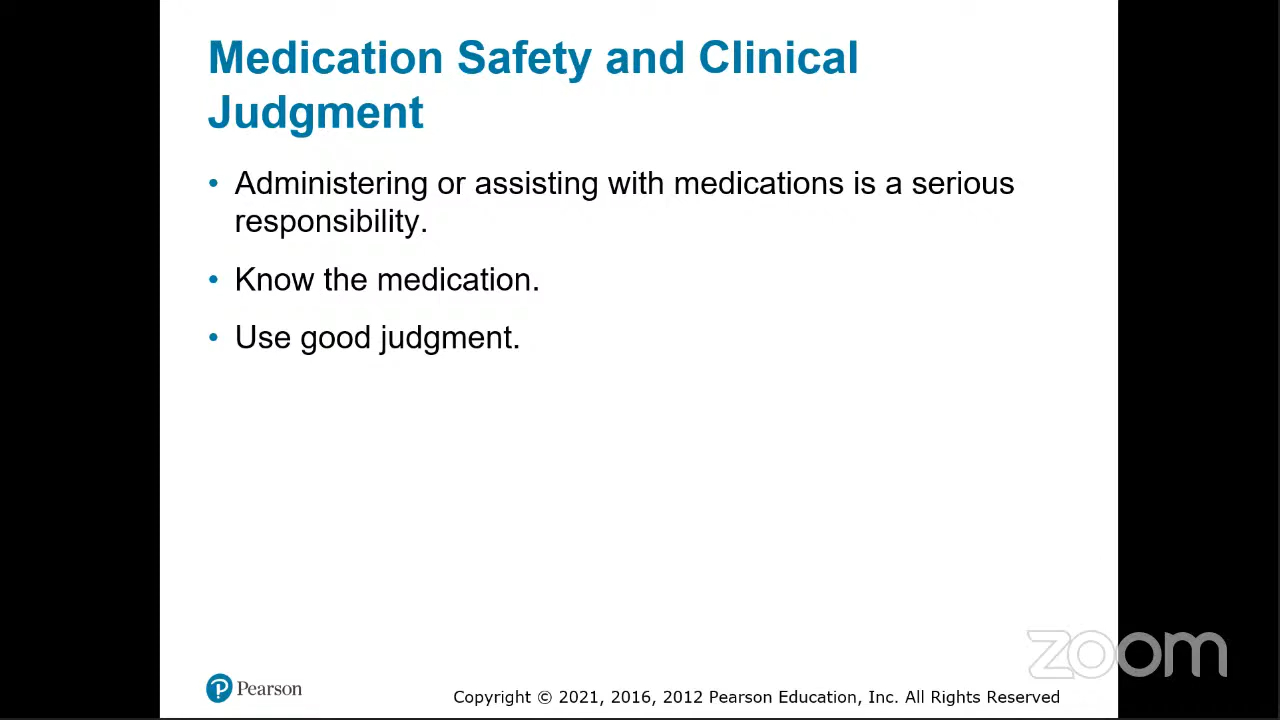 Medication Safety and Clinical
Judgment
• Administering or assisting with medications is a serious
responsibility.
• Know the medication.
• Use good judgment.
zoom
Pearson
Copyright © 2021, 2016, 2012 Pearson Education, Inc. All Rights Reserved